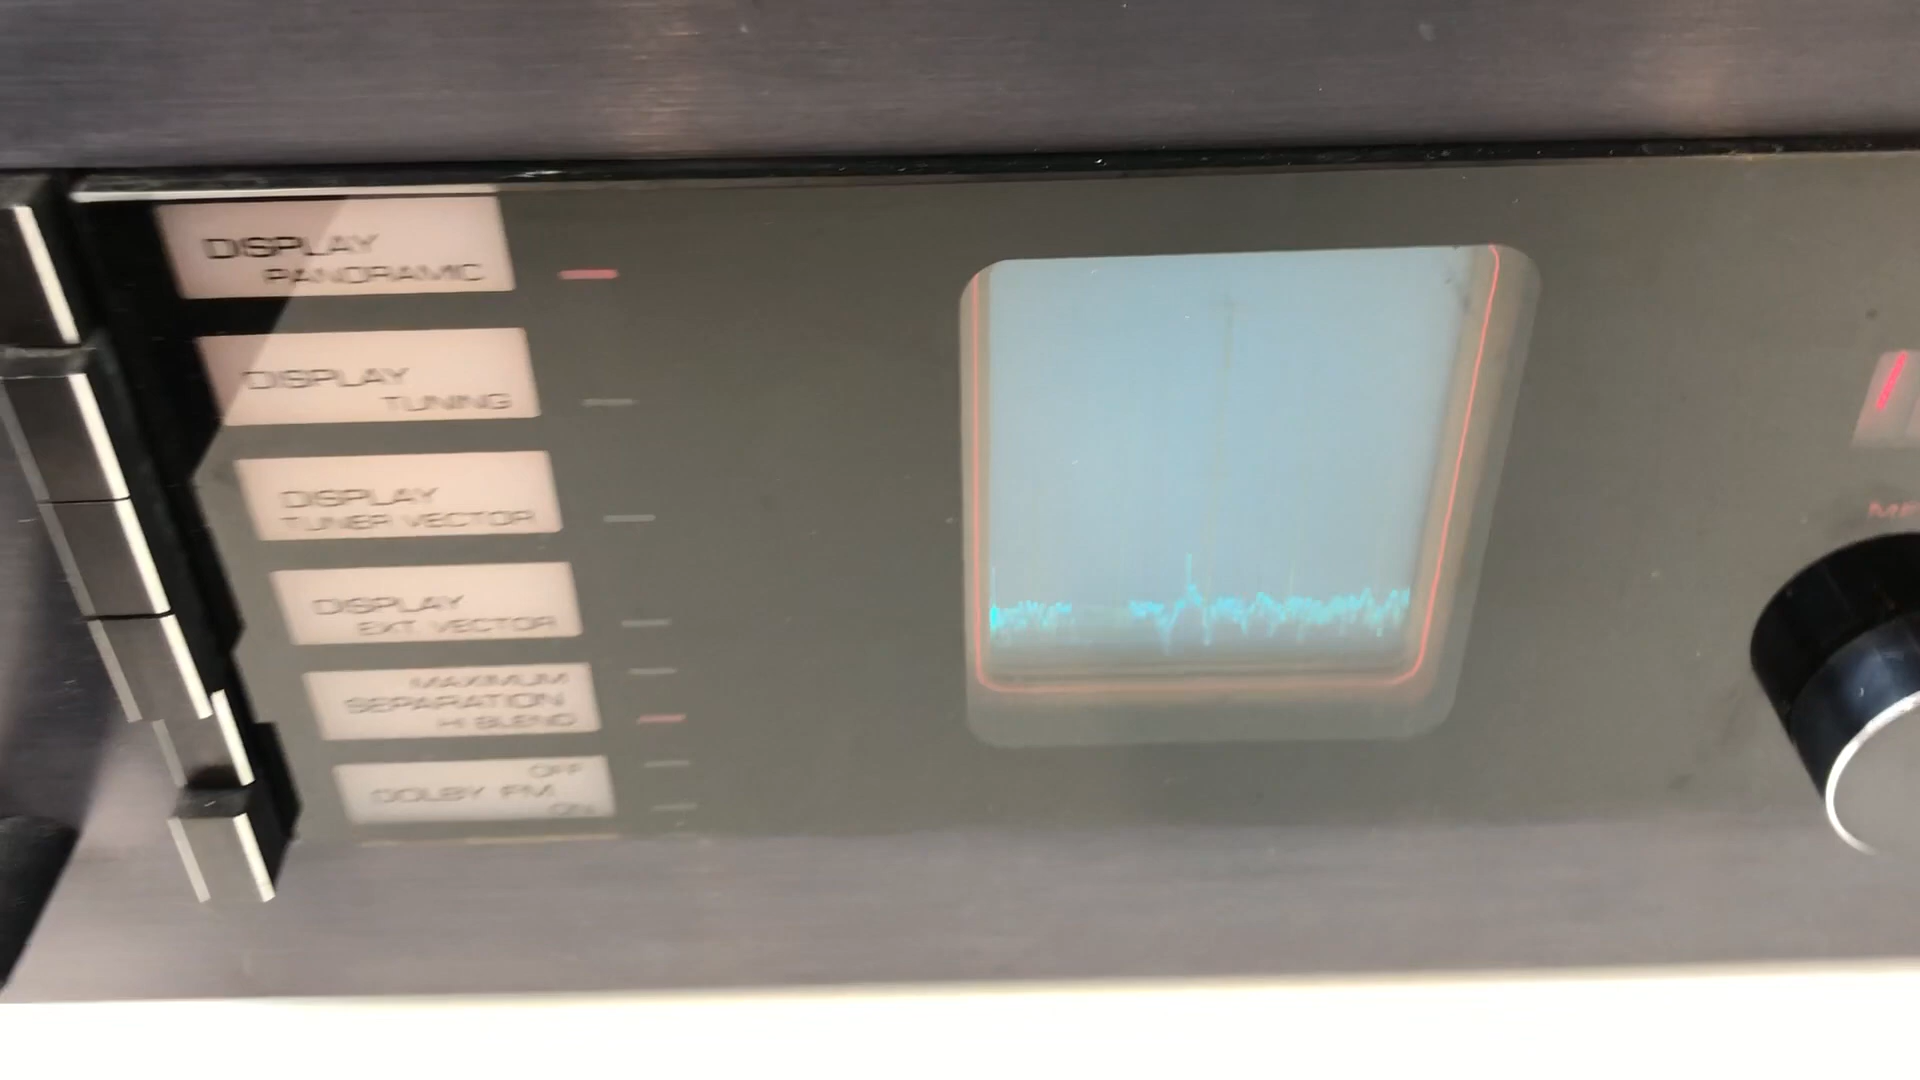 DISPLAY
PANORAMIC
DISPLAY
TUNING
DISPLAY
TUNER VECTOR
DISPLAY
EXT VECTOR
MAXIMUM
SEPARATION
HI BLEND
OFF
DOLBY FM
ON